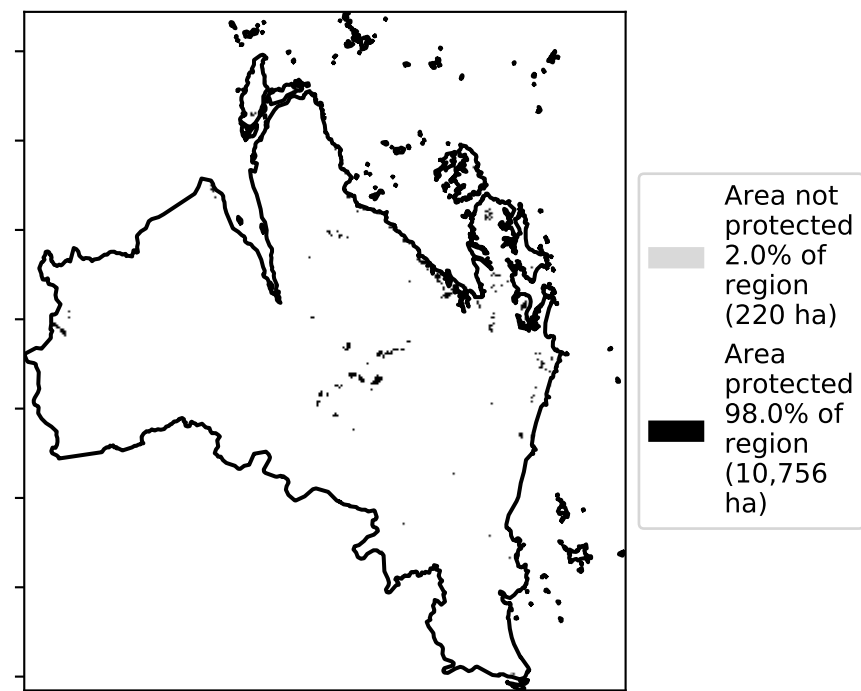 Area not
protected
2.0% of
region
(220 ha)
Area
protected
98.0% of
region
(10,756
ha)